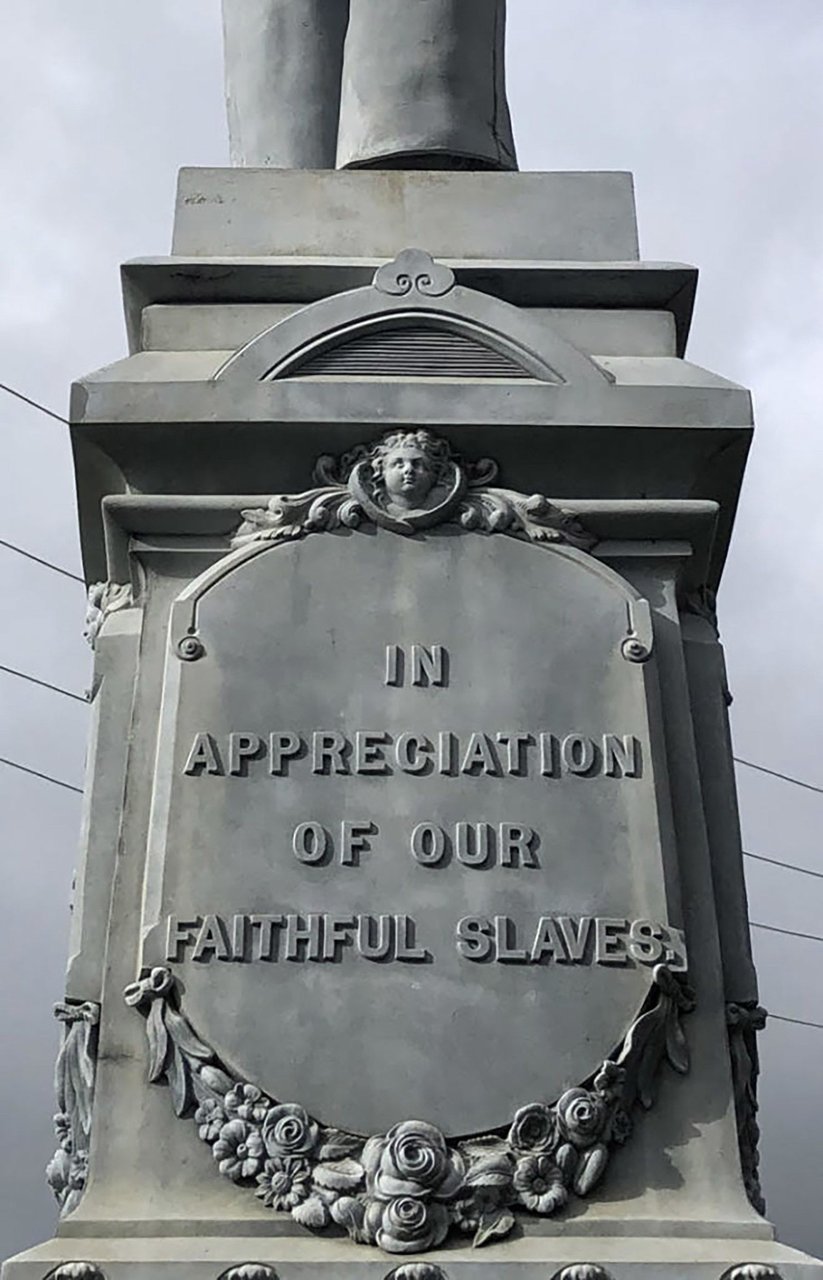 IN
APPRECIATION
OF OUR
FAITHFUL SLAVES.